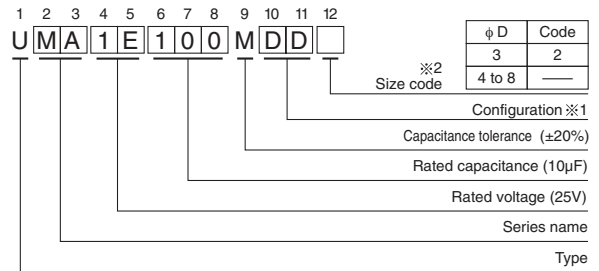 1 2 3 4 5 6 7 8 9 10 11 12
U M A 1 E 1 0 0 M D D
φ D Code
3 2
4 to 8 ——
※2
Size code
Configuration ※1
Capacitance tolerance (±20%)
Rated capacitance (10µF)
Rated voltage (25V)
Series name
Type